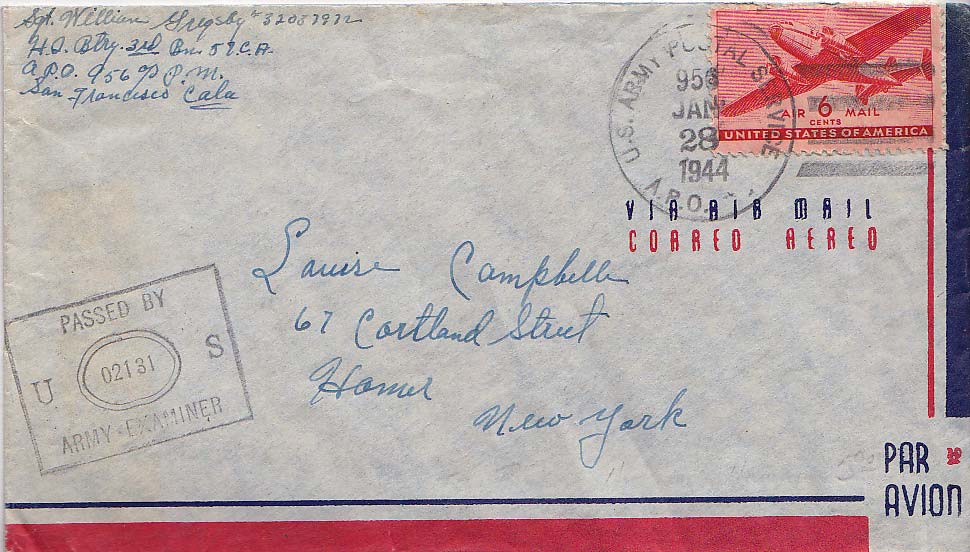 Sgt. William Gregsby # 32087972
H.Q. Btry. 3rd Bn. 57 C.A.
A.P.O. 956 % P.M.
San Francisco Cala
U.S. ARMY POSTAL SERVICE
956
JAN
28
1944
A.P.O.
AIR 6 MAIL
CENTS
UNITED STATES OF AMERICA
VIA AIR MAIL
CORREO AEREO
Louise Campbell
67 Cortland Street
Homer
New York
PASSED BY
U 02131 S
ARMY EXAMINER
PAR
AVION